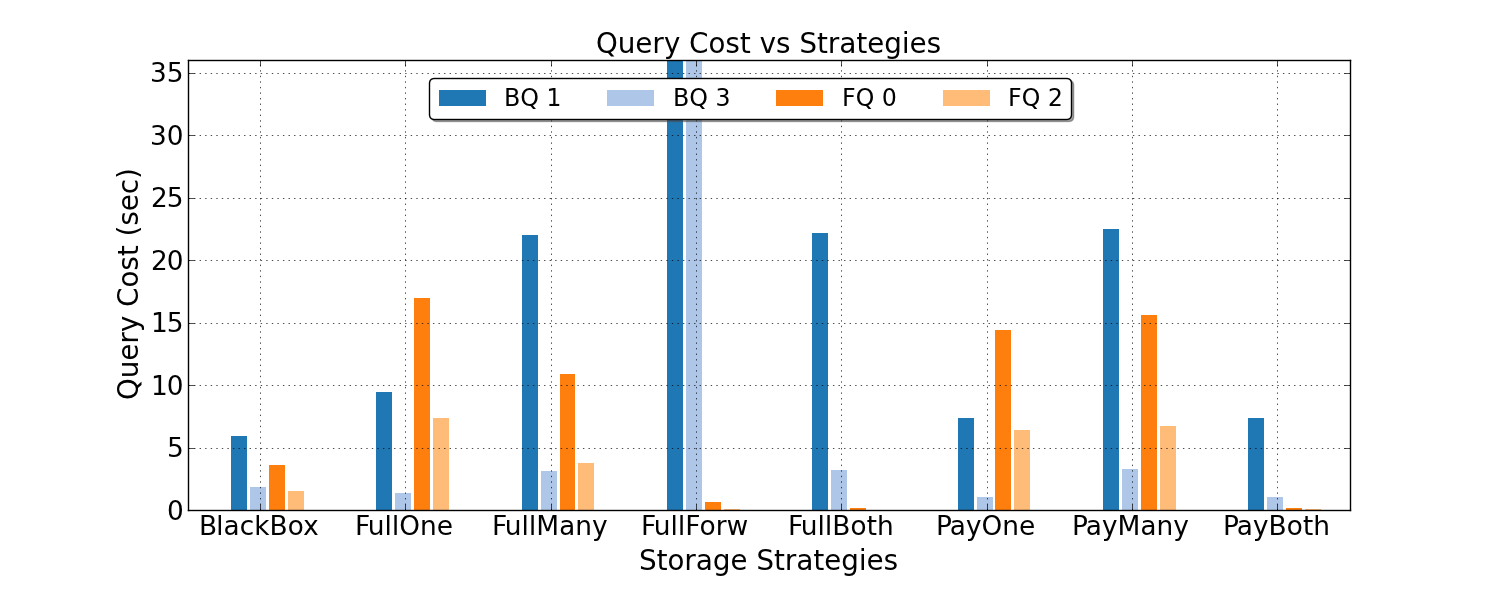 Query Cost vs Strategies
BQ 1 BQ 3 FQ 0 FQ 2
Query Cost (sec)
35
30
25
20
15
10
5
0
BlackBox FullOne FullMany FullForw FullBoth PayOne PayMany PayBoth
Storage Strategies